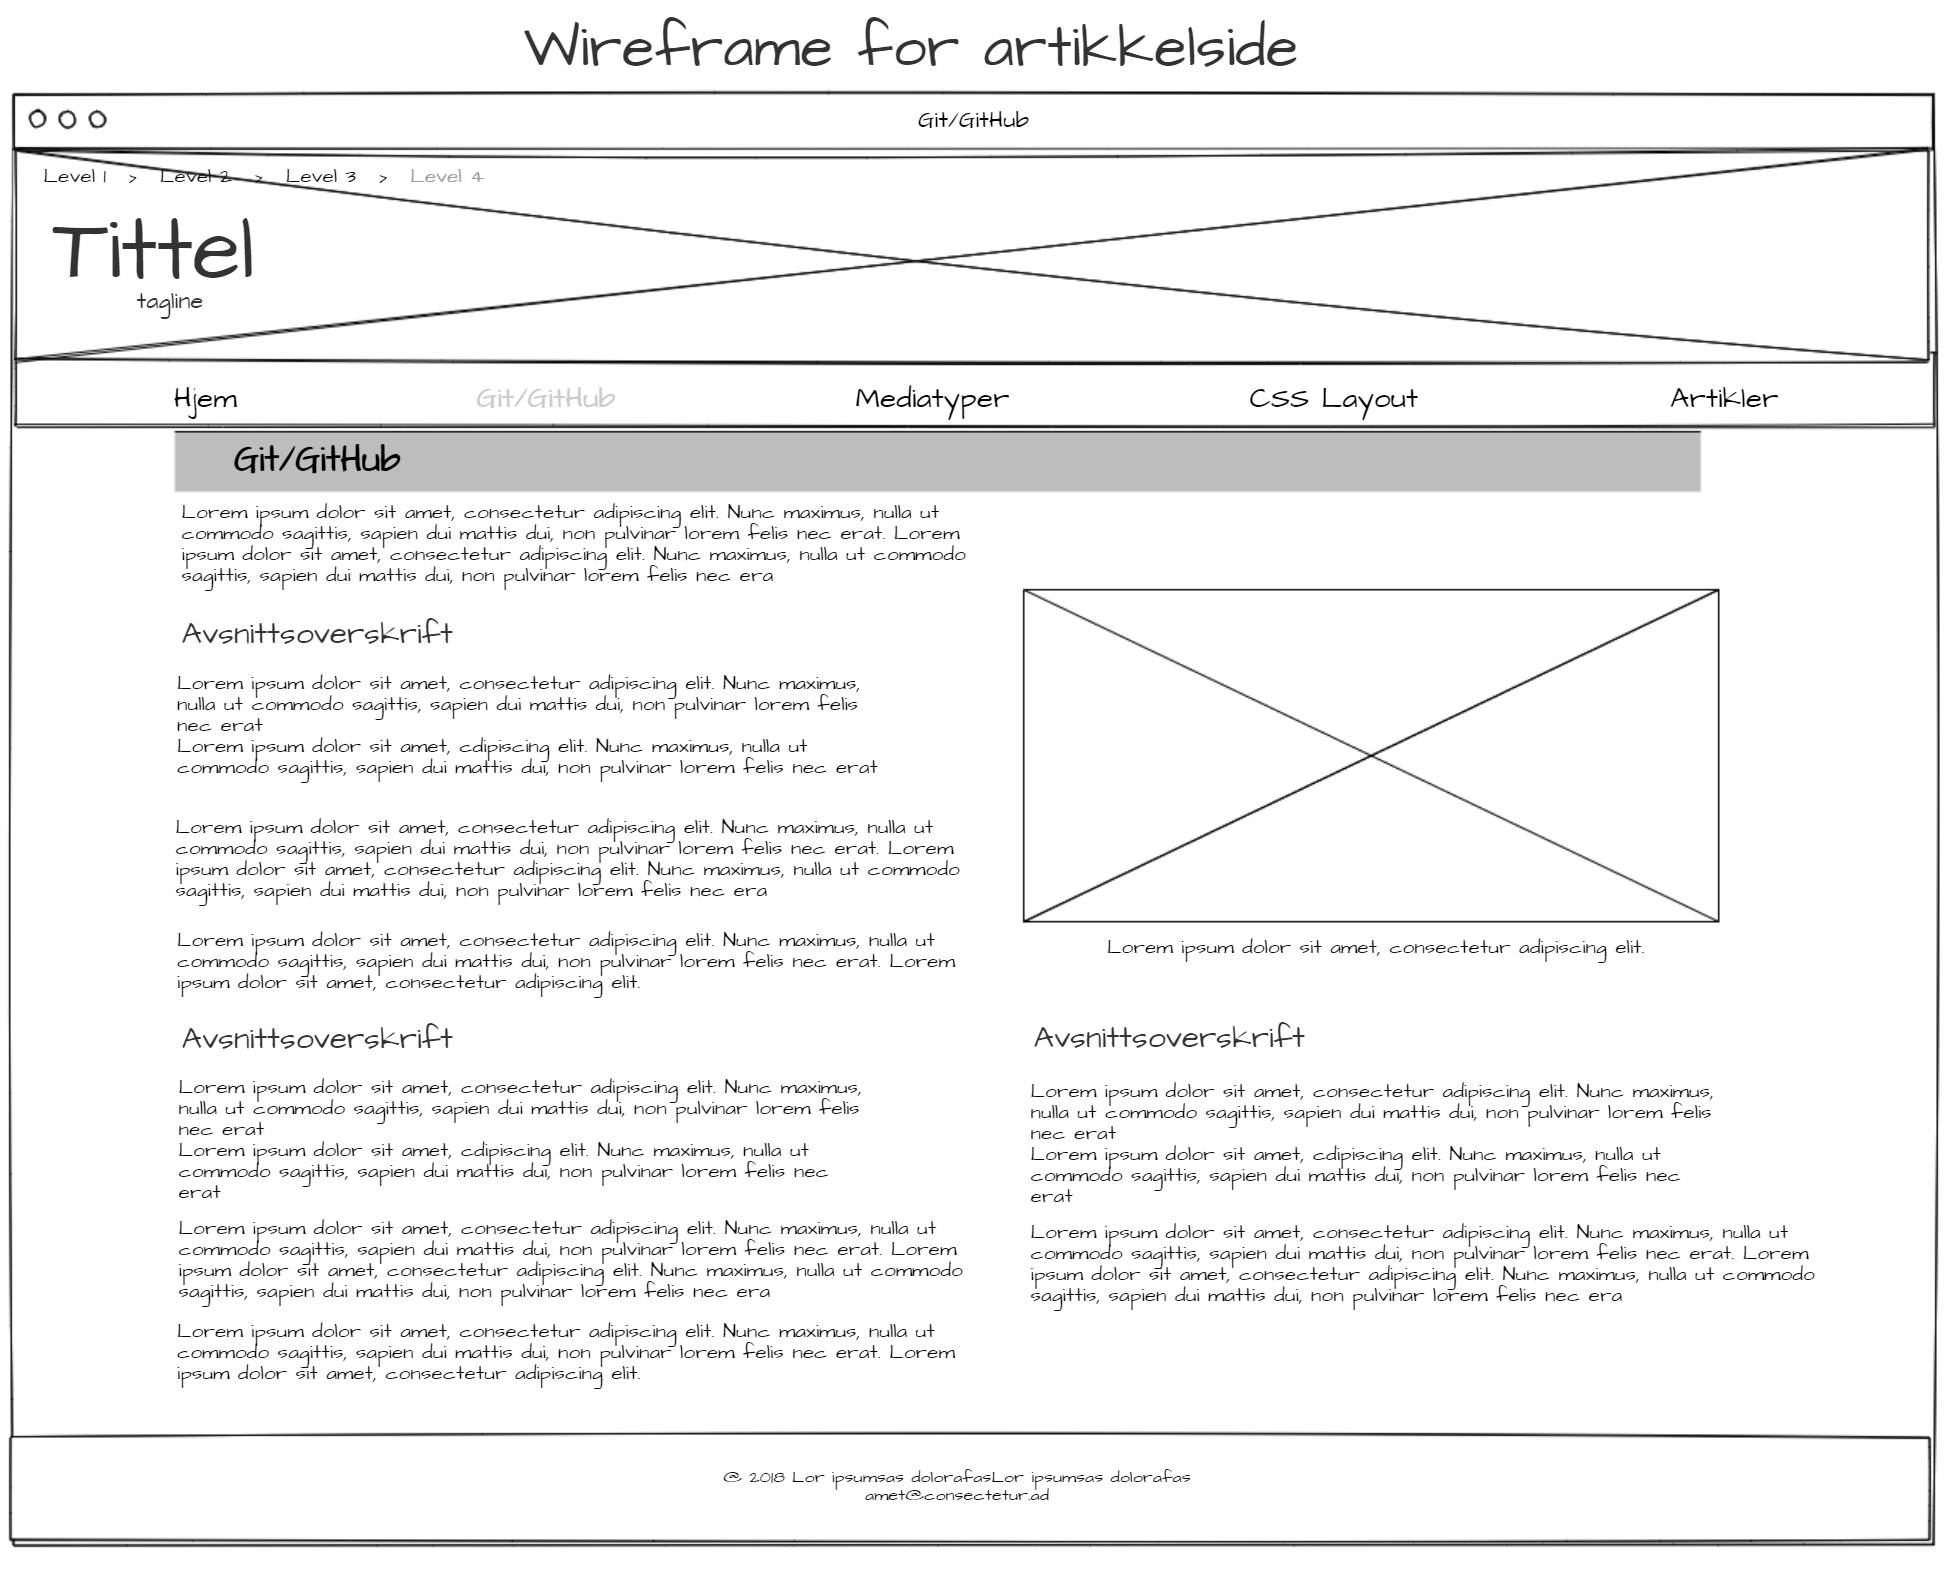 Wireframe for artikkelside
Git/GitHub
Level 1 > Level 2 > Level 3 > Level 4
Tittel
tagline
Hjem Git/GitHub Mediatyper CSS Layout Artikler
Git/GitHub
Lorem ipsum dolor sit amet, consectetur adipiscing elit. Nunc maximus, nulla ut
commodo sagittis, sapien dui mattis dui, non pulvinar lorem felis nec erat. Lorem
ipsum dolor sit amet, consectetur adipiscing elit. Nunc maximus, nulla ut commodo
sagittis, sapien dui mattis dui, non pulvinar lorem felis nec era
Avsnittsoverskrift
Lorem ipsum dolor sit amet, consectetur adipiscing elit. Nunc maximus,
nulla ut commodo sagittis, sapien dui mattis dui, non pulvinar lorem felis
nec erat
Lorem ipsum dolor sit amet, cdipiscing elit. Nunc maximus, nulla ut
commodo sagittis, sapien dui mattis dui, non pulvinar lorem felis nec erat
Lorem ipsum dolor sit amet, consectetur adipiscing elit. Nunc maximus, nulla ut
commodo sagittis, sapien dui mattis dui, non pulvinar lorem felis nec erat. Lorem
ipsum dolor sit amet, consectetur adipiscing elit. Nunc maximus, nulla ut commodo
sagittis, sapien dui mattis dui, non pulvinar lorem felis nec era
Lorem ipsum dolor sit amet, consectetur adipiscing elit. Nunc maximus, nulla ut
commodo sagittis, sapien dui mattis dui, non pulvinar lorem felis nec erat. Lorem
ipsum dolor sit amet, consectetur adipiscing elit.
Lorem ipsum dolor sit amet, consectetur adipiscing elit.
Avsnittsoverskrift
Lorem ipsum dolor sit amet, consectetur adipiscing elit. Nunc maximus,
nulla ut commodo sagittis, sapien dui mattis dui, non pulvinar lorem felis
nec erat
Lorem ipsum dolor sit amet, cdipiscing elit. Nunc maximus, nulla ut
commodo sagittis, sapien dui mattis dui, non pulvinar lorem felis nec
erat
Lorem ipsum dolor sit amet, consectetur adipiscing elit. Nunc maximus, nulla ut
commodo sagittis, sapien dui mattis dui, non pulvinar lorem felis nec erat. Lorem
ipsum dolor sit amet, consectetur adipiscing elit. Nunc maximus, nulla ut commodo
sagittis, sapien dui mattis dui, non pulvinar lorem felis nec era
Lorem ipsum dolor sit amet, consectetur adipiscing elit. Nunc maximus, nulla ut
commodo sagittis, sapien dui mattis dui, non pulvinar lorem felis nec erat. Lorem
ipsum dolor sit amet, consectetur adipiscing elit.
Avsnittsoverskrift
Lorem ipsum dolor sit amet, consectetur adipiscing elit. Nunc maximus,
nulla ut commodo sagittis, sapien dui mattis dui, non pulvinar lorem felis
nec erat
Lorem ipsum dolor sit amet, cdipiscing elit. Nunc maximus, nulla ut
commodo sagittis, sapien dui mattis dui, non pulvinar lorem felis nec
erat
Lorem ipsum dolor sit amet, consectetur adipiscing elit. Nunc maximus, nulla ut
commodo sagittis, sapien dui mattis dui, non pulvinar lorem felis nec erat. Lorem
ipsum dolor sit amet, consectetur adipiscing elit. Nunc maximus, nulla ut commodo
sagittis, sapien dui mattis dui, non pulvinar lorem felis nec era
@ 2018 Lor ipsumsas dolorafasLor ipsumsas dolorafas
amet@consectetur.ad